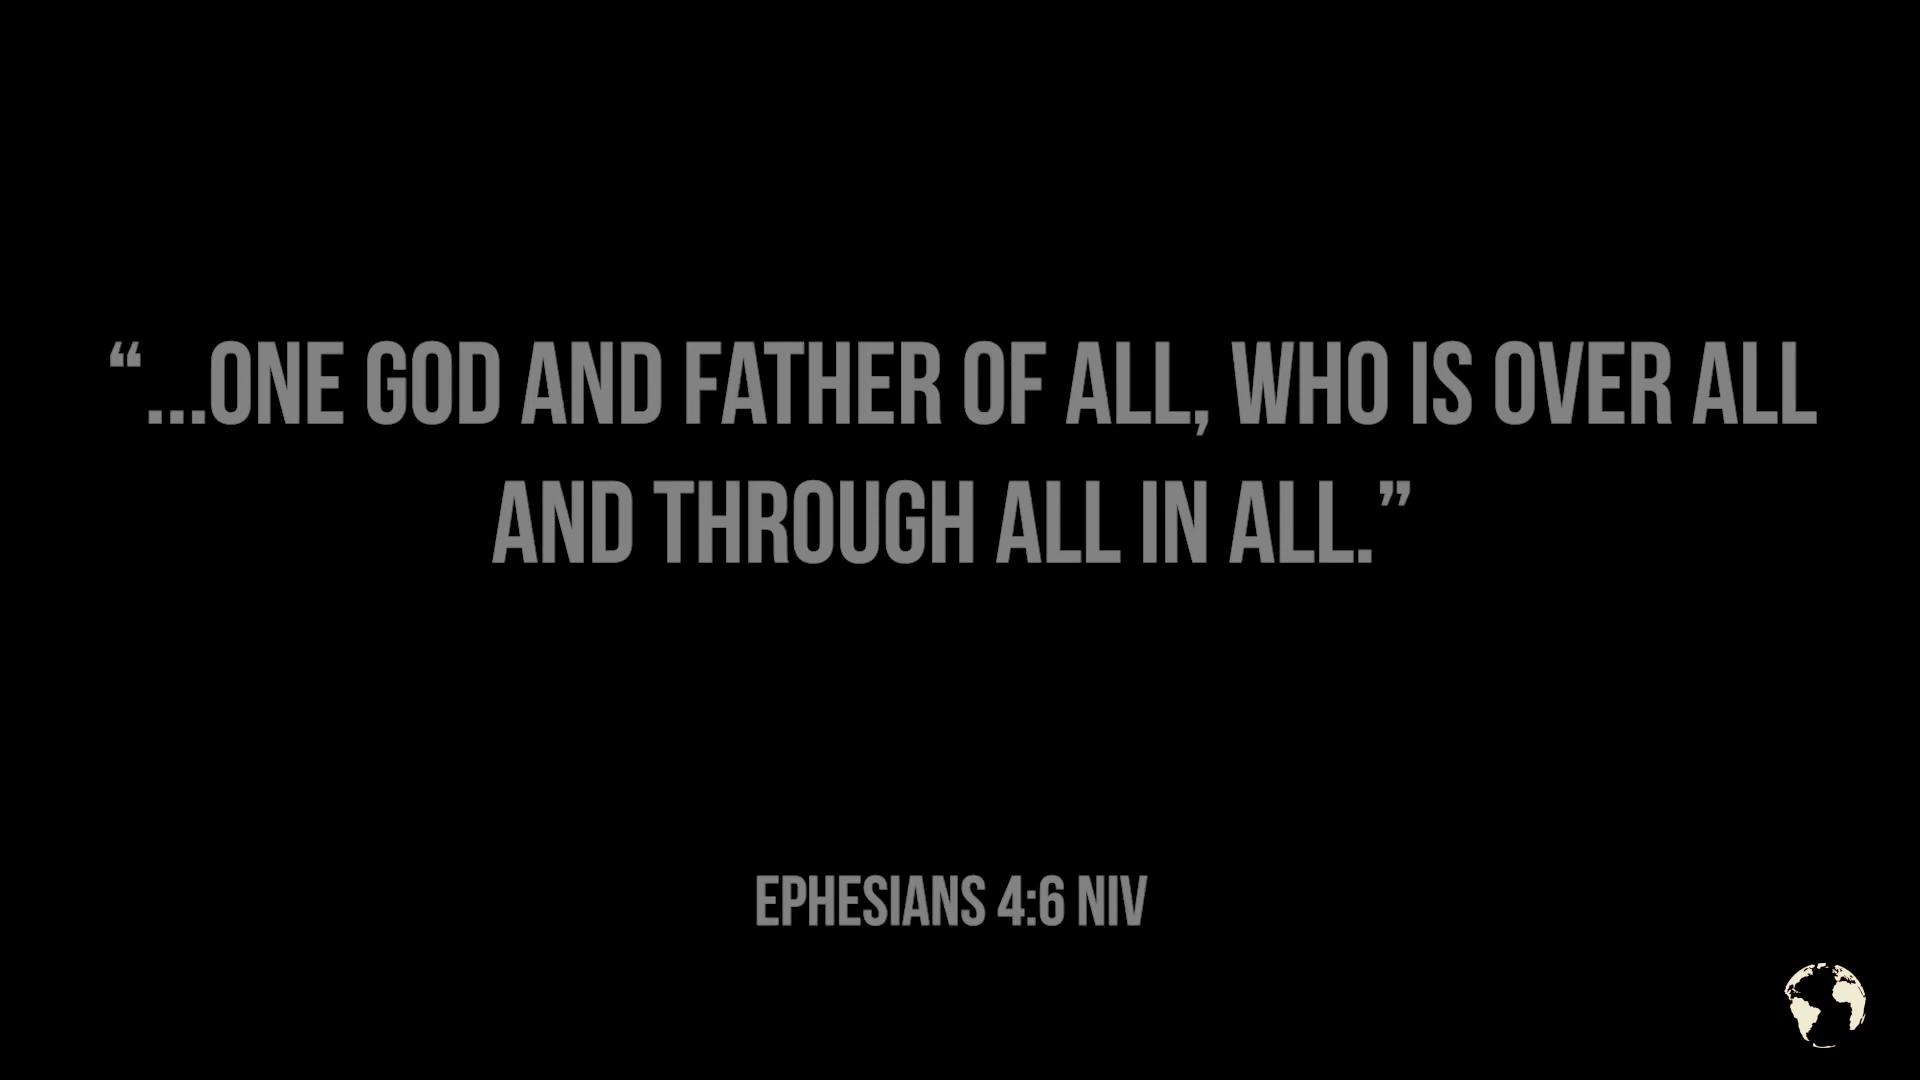 “...ONE GOD AND FATHER OF ALL, WHO IS OVER ALL
AND THROUGH ALL IN ALL.”
EPHESIANS 4:6 NIV